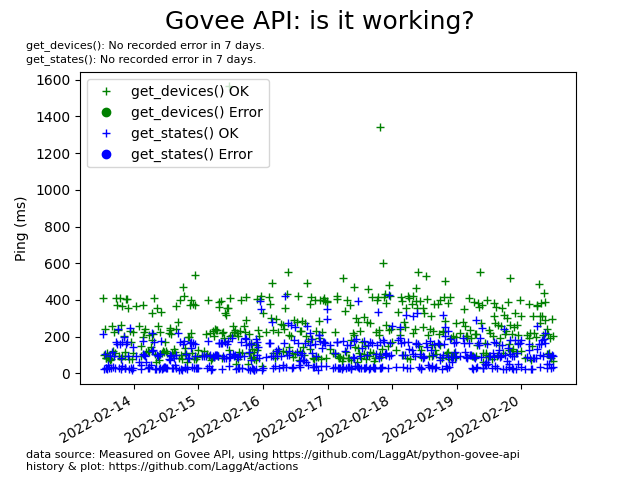 Govee API: is it working?
get_devices(): No recorded error in 7 days.
get_states(): No recorded error in 7 days.
get_devices() OK
get_devices() Error
get_states() OK
get_states() Error
Ping (ms)
1600
1400
1200
1000
800
600
400
200
0
2022-02-14
2022-02-15
2022-02-16
2022-02-17
2022-02-18
2022-02-19
2022-02-20
data source: Measured on Govee API, using https://github.com/LaggAt/python-govee-api
history & plot: https://github.com/LaggAt/actions